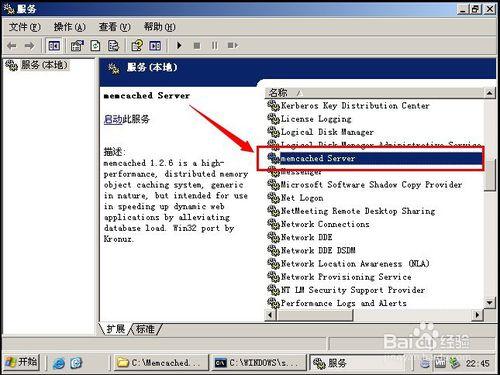 服务
文件(F) 操作(A) 查看(V) 帮助(H)
服务(本地)
服务(本地)
memcached Server
启动此服务
描述:
memcached 1.2.6 is a high-
performance, distributed memory
object caching system, generic
in nature, but intended for use
in speeding up dynamic web
applications by alleviating
database load. Win32 port by
Kronuz.
名称
Kerberos Key Distribution Center
License Logging
Logical Disk Manager
Logical Disk Manager Administrative Service
memcached Server
Messenger
Microsoft Software Shadow Copy Provider
Net Logon
NetMeeting Remote Desktop Sharing
Network Connections
Network DDE
Network DDE DSDM
Network Location Awareness (NLA)
Network Provisioning Service
NT LM Security Support Provider
Performance Logs and Alerts
扩展 标准
Baidu经验
开始 C:\Memcached... C:\WINDOWS\s... 服务 22:45